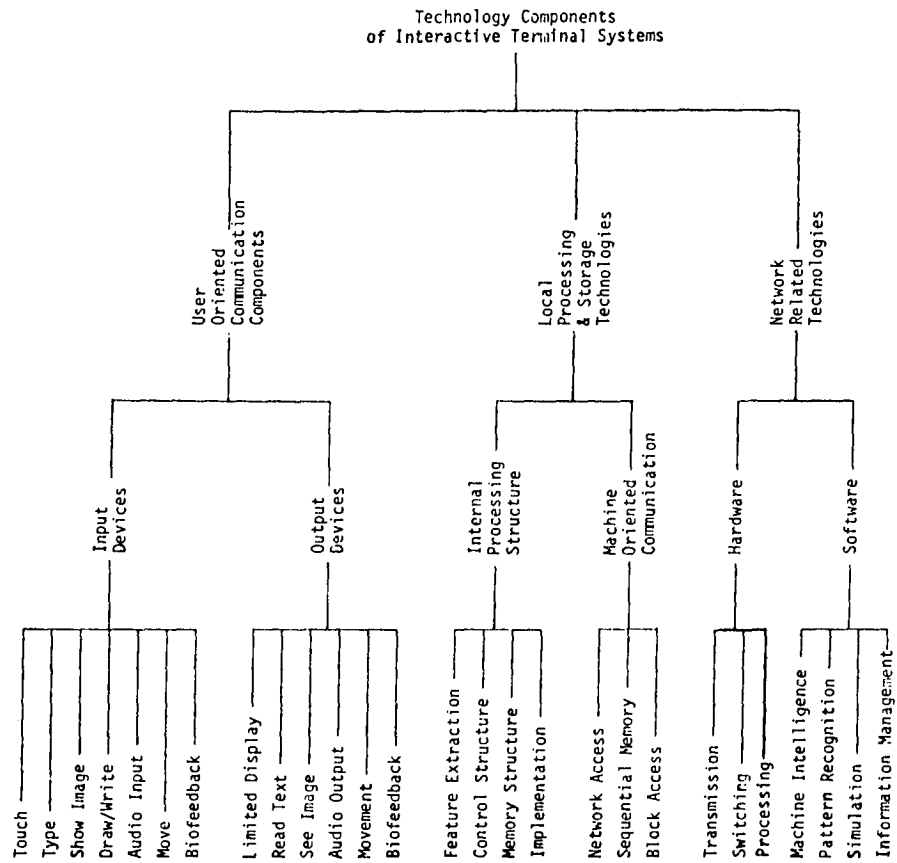 Technology Components
of Interactive Terminal Systems
User
Oriented
Communication
Components
Local
Processing
& Storage
Technologies
Network
Related
Technologies
Input
Devices
Output
Devices
Internal
Processing
Structure
Machine
Oriented
Communication
Hardware
Software
Touch
Type
Show Image
Draw/Write
Audio Input
Move
Biofeedback
Limited Display
Read Text
See Image
Audio Output
Movement
Biofeedback
Feature Extraction
Control Structure
Memory Structure
Implementation
Network Access
Sequential Memory
Block Access
Transmission
Switching
Processing
Machine Intelligence
Pattern Recognition
Simulation
Information Management